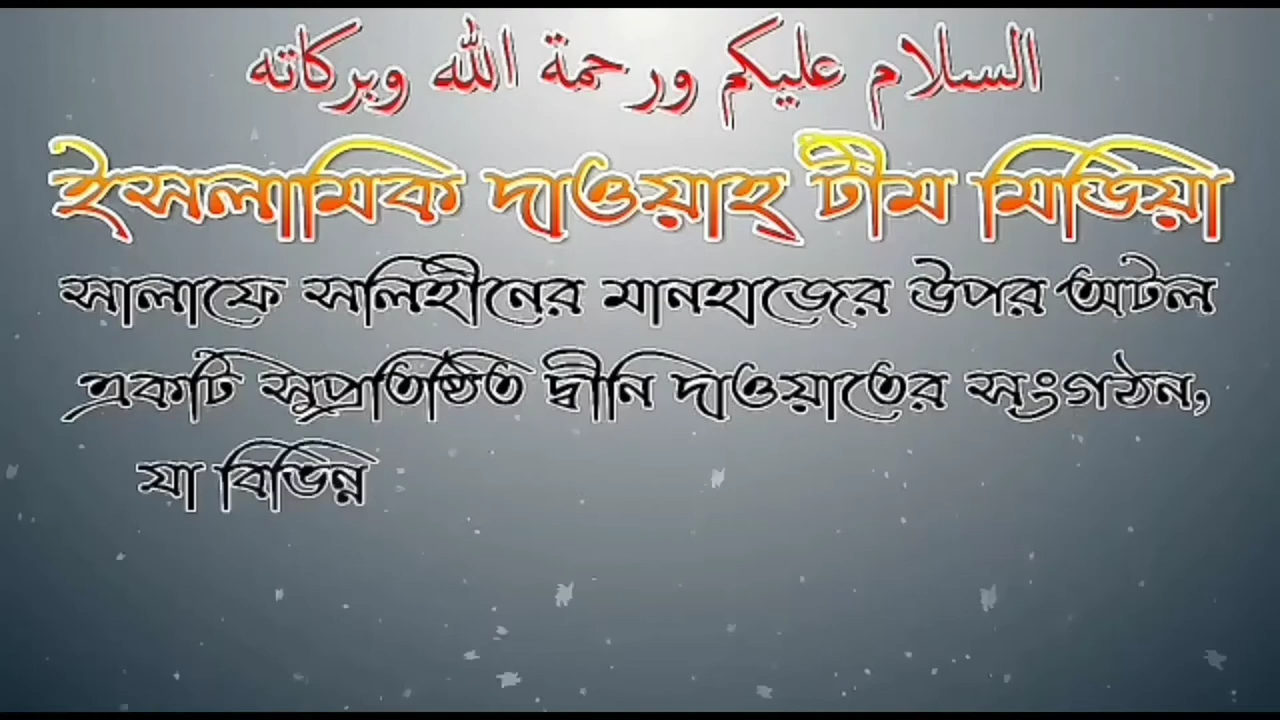 السلام عليكم ورحمة الله وبركاته
ইসলামিক দাওয়াহ্ টীম মিডিয়া
সালাফে সলিহীনের মানহাজের উপর অটল
একটি সুপ্রতিষ্ঠিত দ্বীনি দাওয়াতের সংগঠন,
যা বিভিন্ন